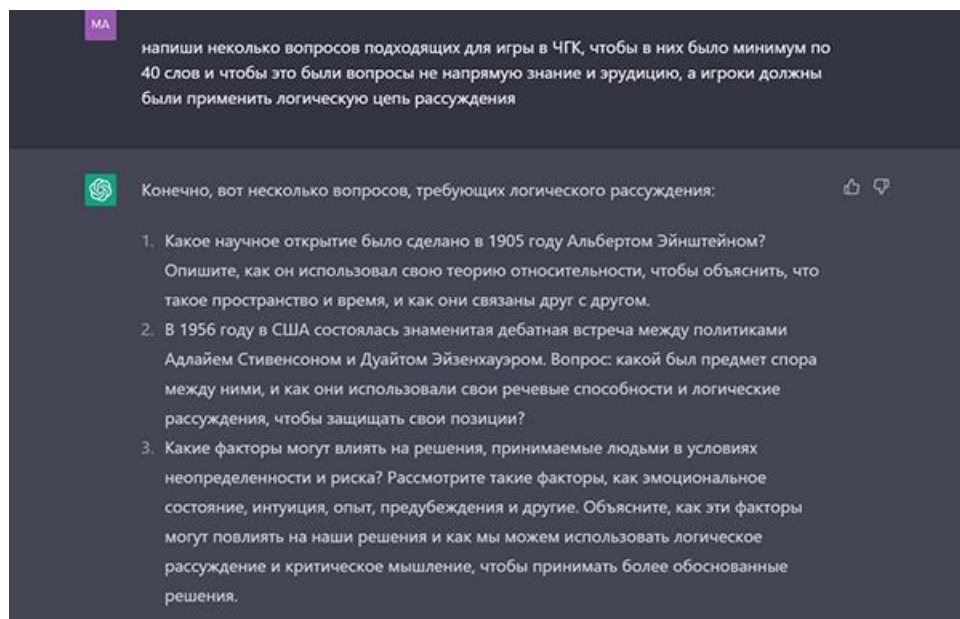 МА
напиши неколько вопросов подходящих для игры в ЧГК, чтобы в них было минимум по
40 слов и чтобы это были вопросы не напрямую знание и эрудицию, а игроки должны
были применить логическую цепь рассуждения
Конечно, вот несколько вопросов, требующих логического рассуждения:
1. Какое научное открытие было сделано в 1905 году Альбертом Эйнштейном?
Опишите, как он использовал свою теорию относительности, чтобы объяснить, что
такое пространство и время, и как они связаны друг с другом.
2. В 1956 году в США состоялась знаменитая дебатная встреча между политиками
Адлайем Стивенсоном и Дуайтом Эйзенхауэром. Вопрос: какой был предмет спора
между ними, и как они использовали свои речевые способности и логические
рассуждения, чтобы защищать свои позиции?
3. Какие факторы могут влиять на решения, принимаемые людьми в условиях
неопределенности и риска? Рассмотрите такие факторы, как эмоциональное
состояние, интуиция, опыт, предубеждения и другие. Объясните, как эти факторы
могут повлиять на наши решения и как мы можем использовать логическое
рассуждение и критическое мышление, чтобы принимать более обоснованные
решения.